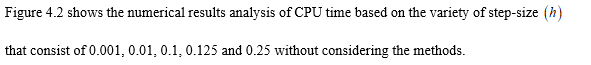 Figure 4.2 shows the numerical results analysis of CPU time based on the variety of step-size (h)
that consist of 0.001, 0.01, 0.1, 0.125 and 0.25 without considering the methods.